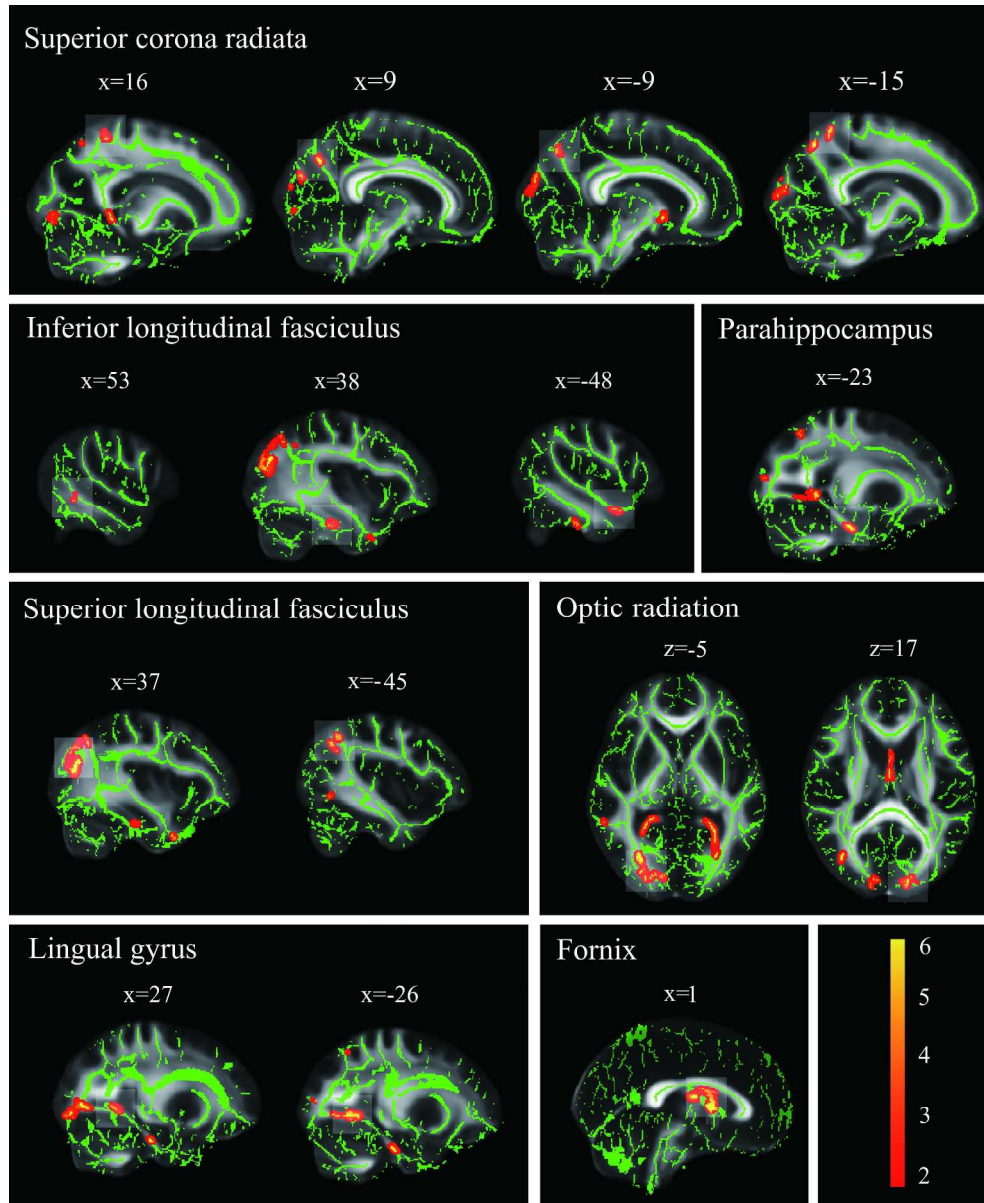 Superior corona radiata
x=16 x=9 x=-9 x=-15
Inferior longitudinal fasciculus
x=53 x=38 x=-48
Parahippocampus
x=-23
Superior longitudinal fasciculus
x=37 x=-45
Optic radiation
z=-5 z=17
Lingual gyrus
x=27 x=-26
Fornix
x=1
6
5
4
3
2